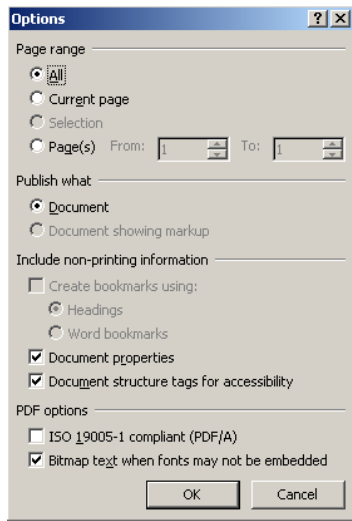 Options
Page range
All
Current page
Selection
Page(s) From: 1 To: 1
Publish what
Document
Document showing markup
Include non-printing information
Create bookmarks using:
Headings
Word bookmarks
Document properties
Document structure tags for accessibility
PDF options
ISO 19005-1 compliant (PDF/A)
Bitmap text when fonts may not be embedded
OK Cancel